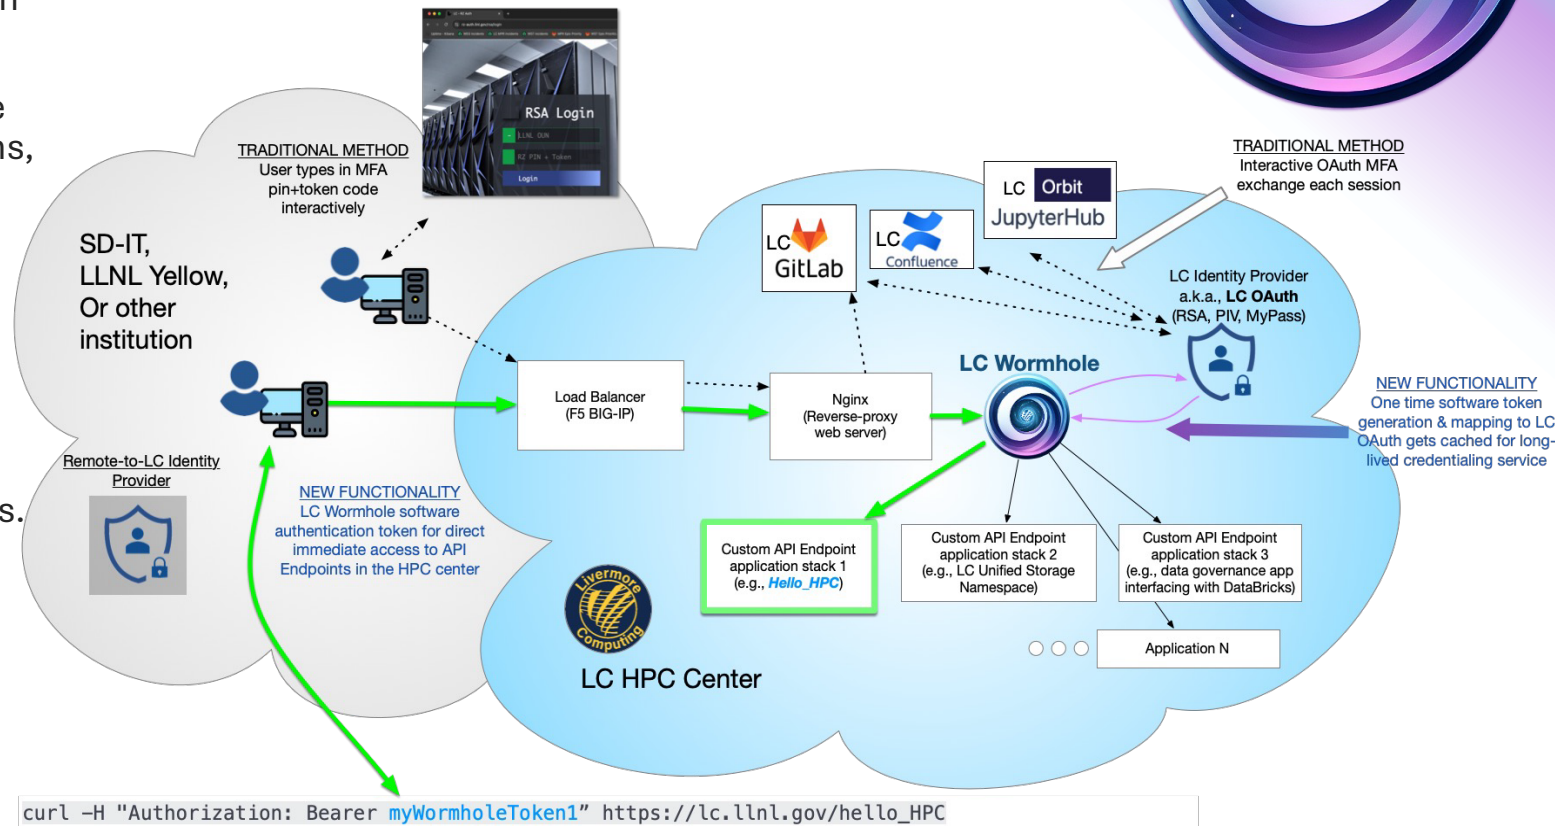 RSA Login
LLNL OUN
RZ PIN + Token
Login
TRADITIONAL METHOD
User types in MFA
pin+token code
interactively
SD-IT,
LLNL Yellow,
Or other
institution
Remote-to-LC Identity
Provider
NEW FUNCTIONALITY
LC Wormhole software
authentication token for direct
immediate access to API
Endpoints in the HPC center
s.
ns,
Load Balancer
(F5 BIG-IP)
Nginx
(Reverse-proxy
web server)
LC
GitLab
LC
Confluence
LC Orbit
JupyterHub
TRADITIONAL METHOD
Interactive OAuth MFA
exchange each session
LC Identity Provider
a.k.a., LC OAuth
(RSA, PIV, MyPass)
LC Wormhole
NEW FUNCTIONALITY
One time software token
generation & mapping to LC
OAuth gets cached for long-
lived credentialing service
Custom API Endpoint
application stack 1
(e.g., Hello_HPC)
Custom API Endpoint
application stack 2
(e.g., LC Unified Storage
Namespace)
Custom API Endpoint
application stack 3
(e.g., data governance app
interfacing with DataBricks)
Application N
Livermore
Computing
LC HPC Center
curl -H "Authorization: Bearer myWormholeToken1” https://lc.llnl.gov/hello_HPC